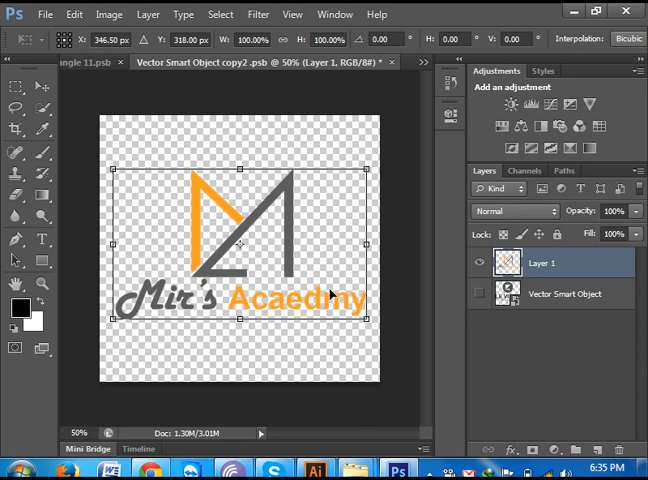 Ps File Edit Image Layer Type Select Filter View Window Help
X: 346.50 px Y: 318.00 px W: 100.00% H: 100.00% 0.00 ° H: 0.00 ° V: 0.00 ° Interpolation: Bicubic
angle 11.psb × Vector Smart Object copy2 .psb @ 50% (Layer 1, RGB/8#) * ×
Adjustments Styles
Add an adjustment
Layers Channels Paths
Kind
Normal Opacity: 100%
Lock: Fill: 100%
Layer 1
Vector Smart Object
Mir's Acaedmy
50% Doc: 1.30M/3.01M
Mini Bridge Timeline
W Ai Ps 6:35 PM